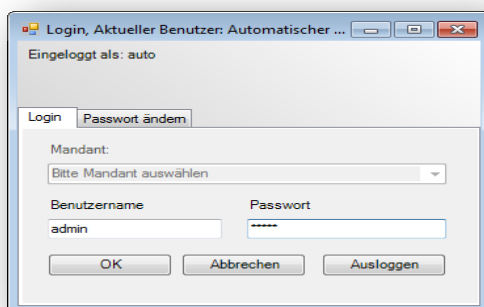 Login, Aktueller Benutzer: Automatischer ...
Eingeloggt als: auto
Login Passwort ändern
Mandant:
Bitte Mandant auswählen
Benutzername Passwort
admin *****
OK Abbrechen Ausloggen